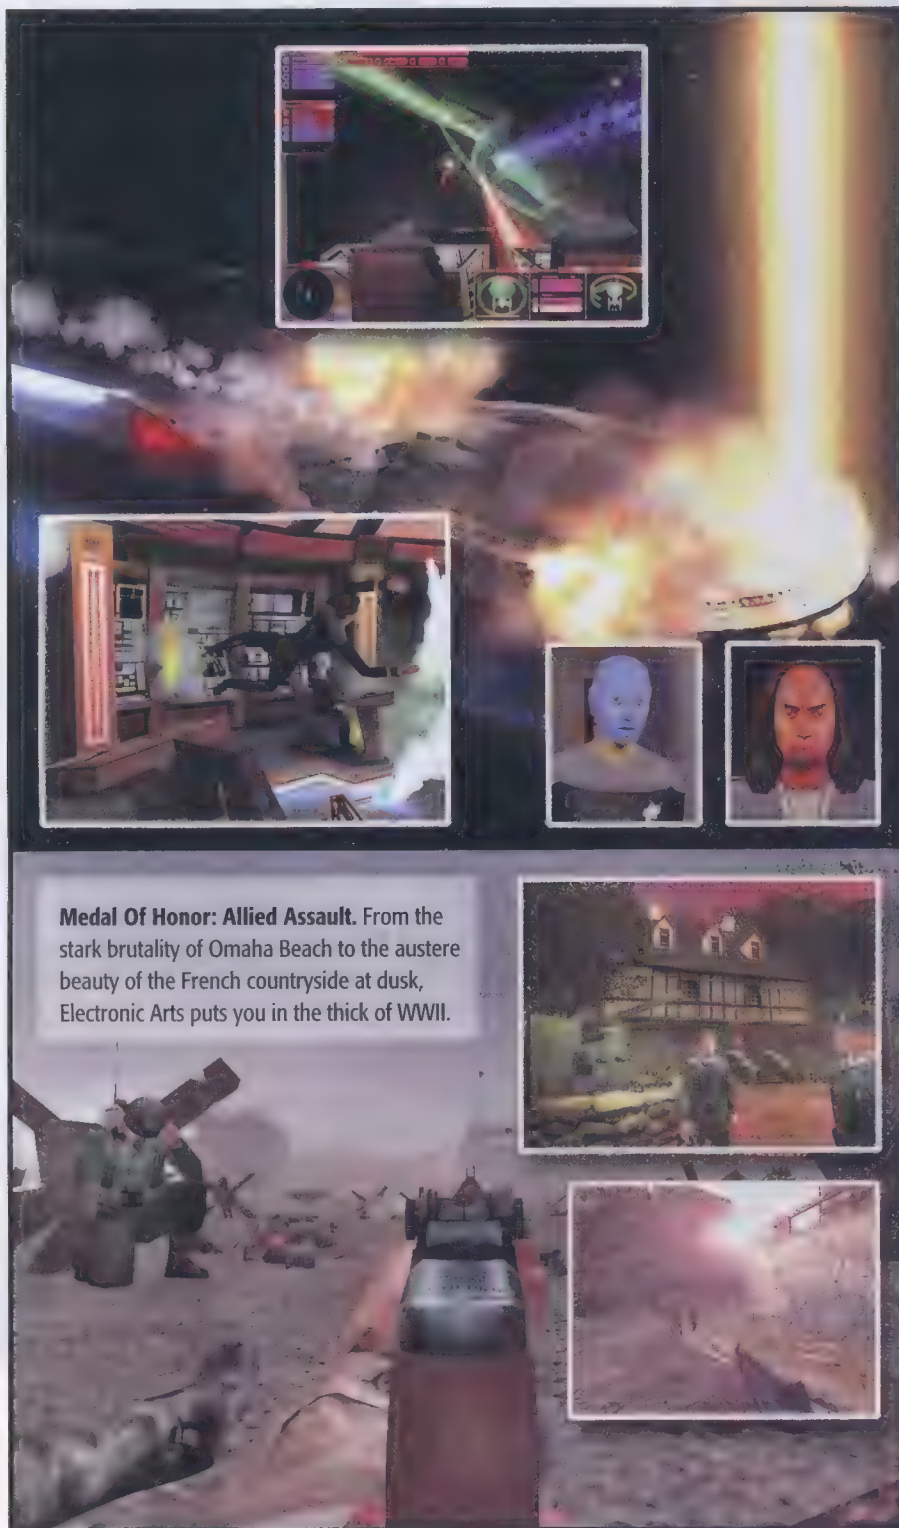 Medal Of Honor: Allied Assault. From the
stark brutality of Omaha Beach to the austere
beauty of the French countryside at dusk,
Electronic Arts puts you in the thick of WWII.